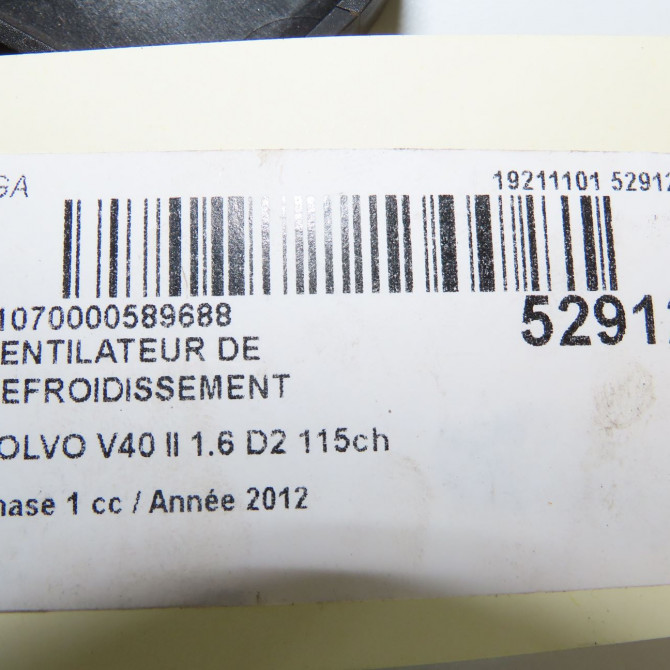 GA
19211101 52912
1070000589688
52912
ENTILATEUR DE
EFROIDISSEMENT
OLVO V40 II 1.6 D2 115ch
hase 1 cc / Année 2012